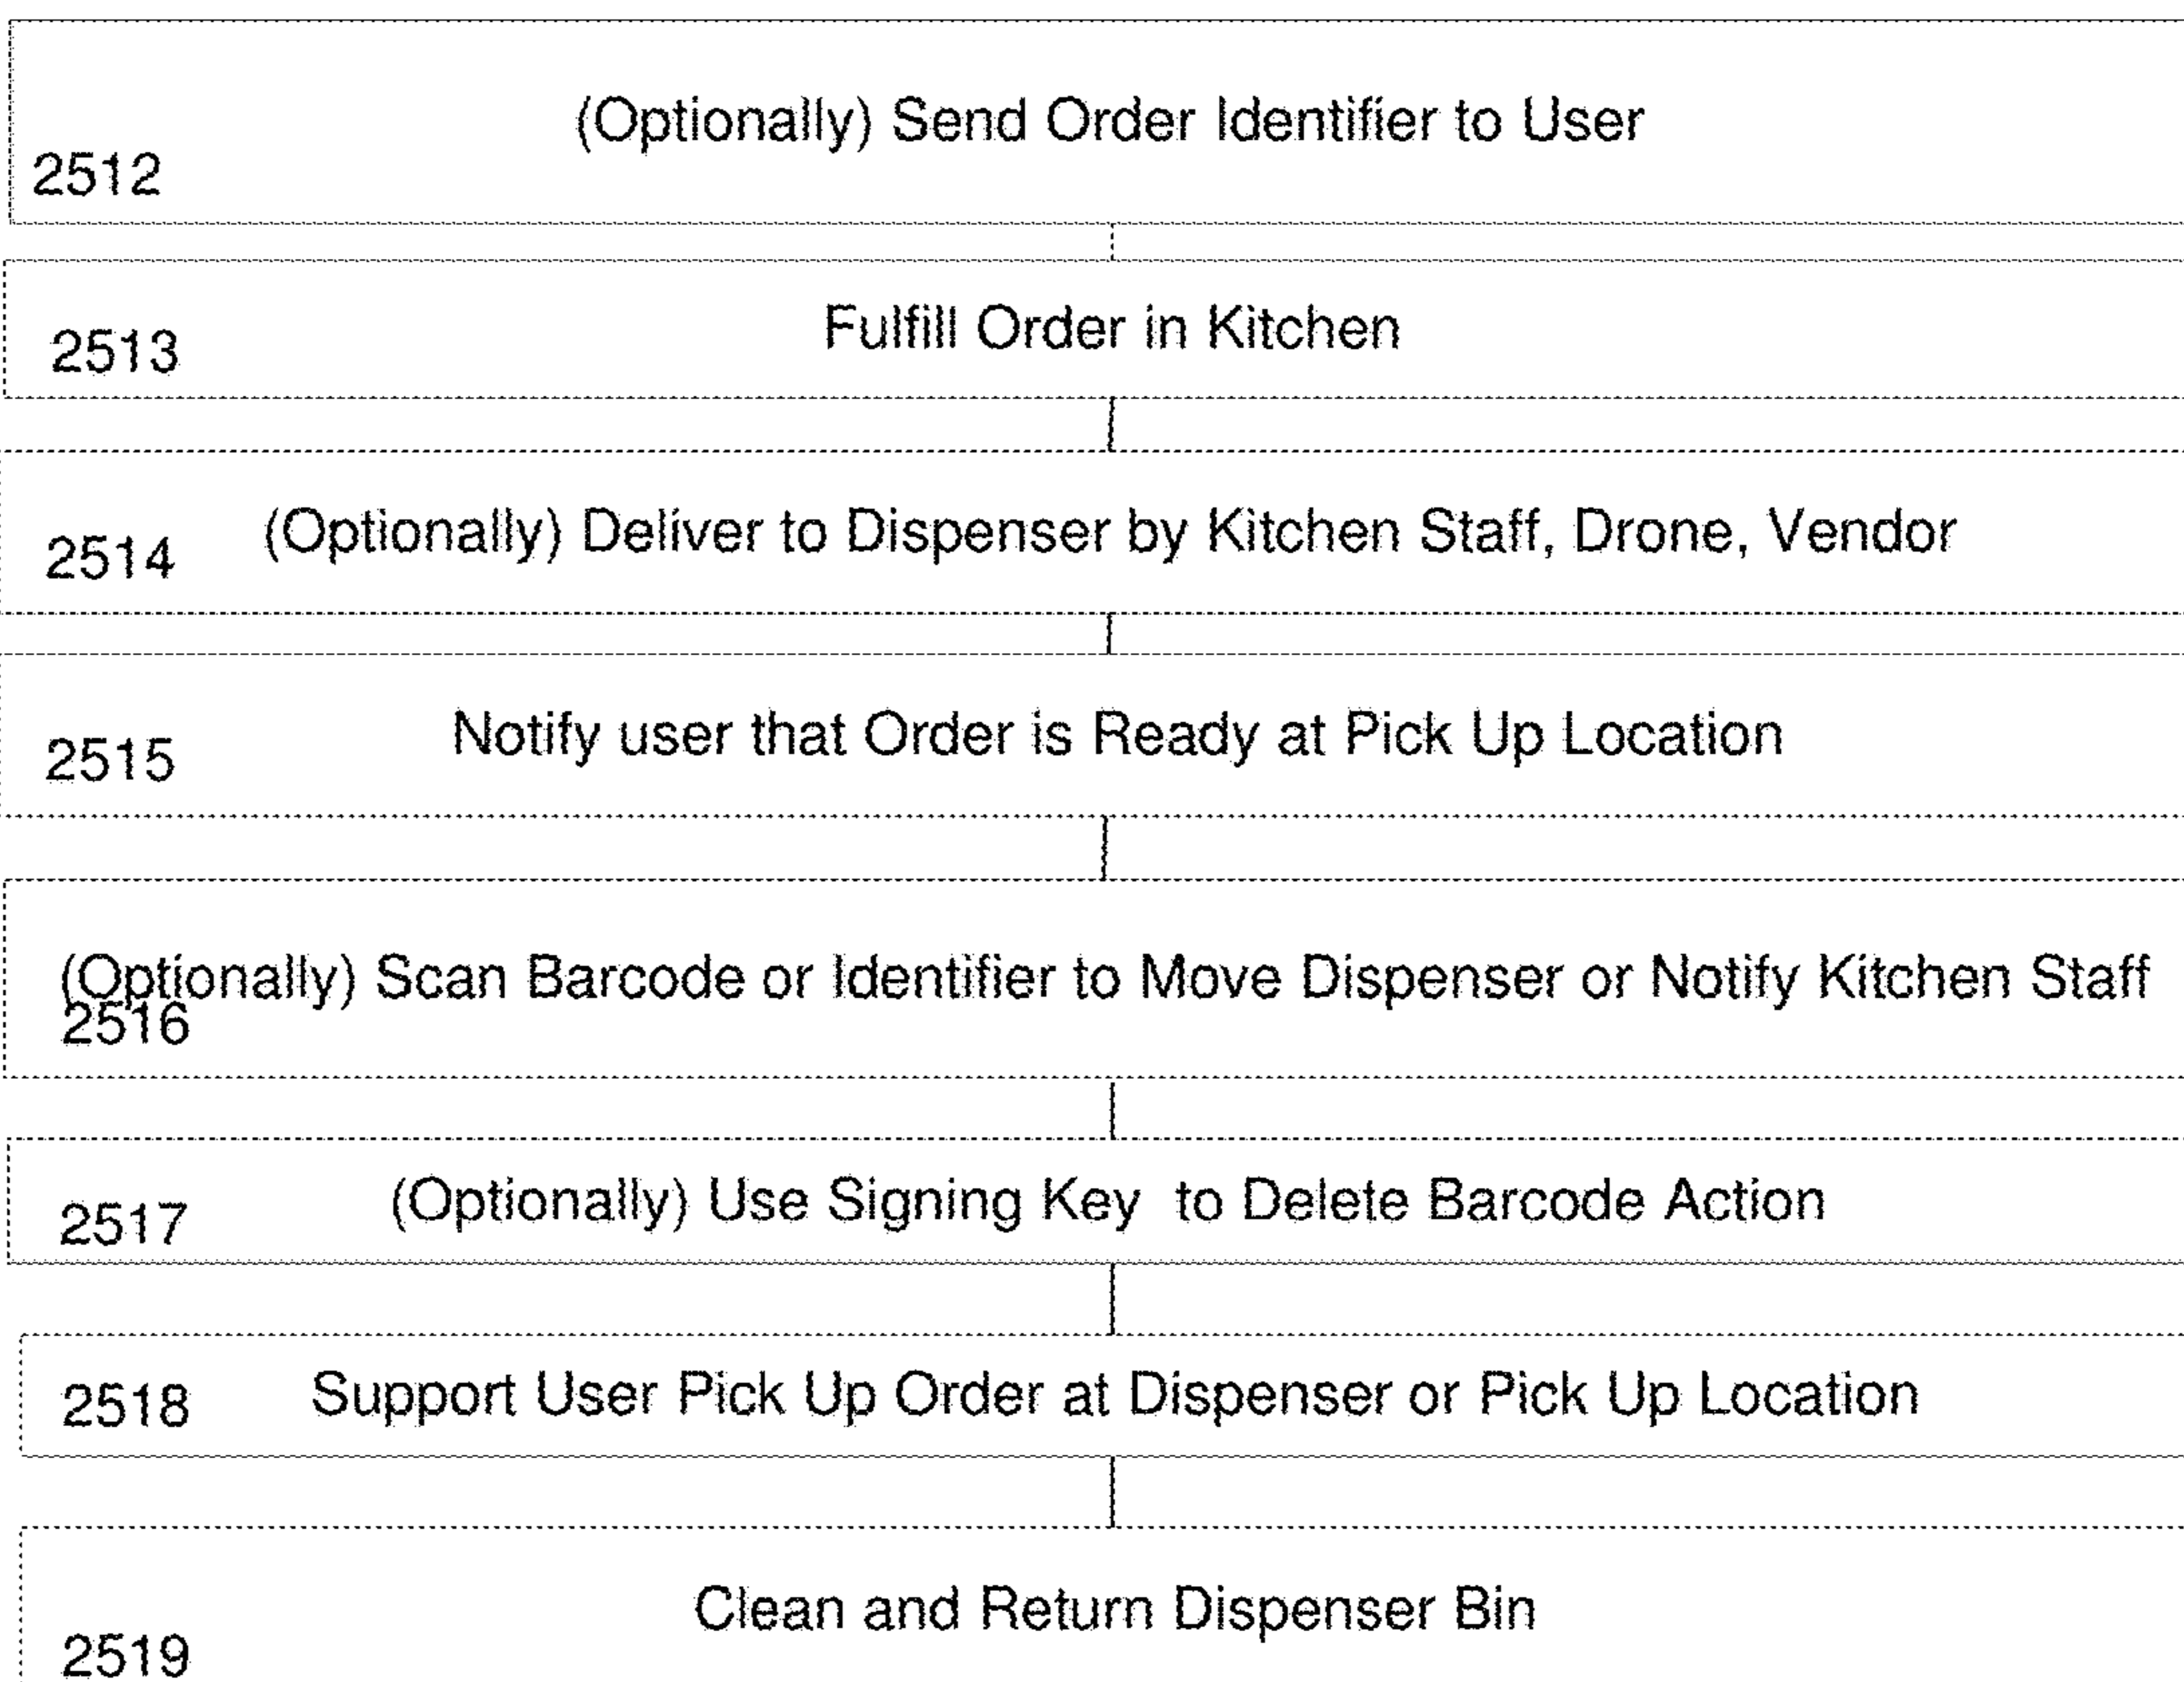 (Optionally) Send Order Identifier to User
2512
Fulfill Order in Kitchen
2513
(Optionally) Deliver to Dispenser by Kitchen Staff, Drone, Vendor
2514
Notify user that Order is Ready at Pick Up Location
2515
(Optionally) Scan Barcode or Identifier to Move Dispenser or Notify Kitchen Staff
2516
(Optionally) Use Signing Key to Delete Barcode Action
2517
Support User Pick Up Order at Dispenser or Pick Up Location
2518
Clean and Return Dispenser Bin
2519